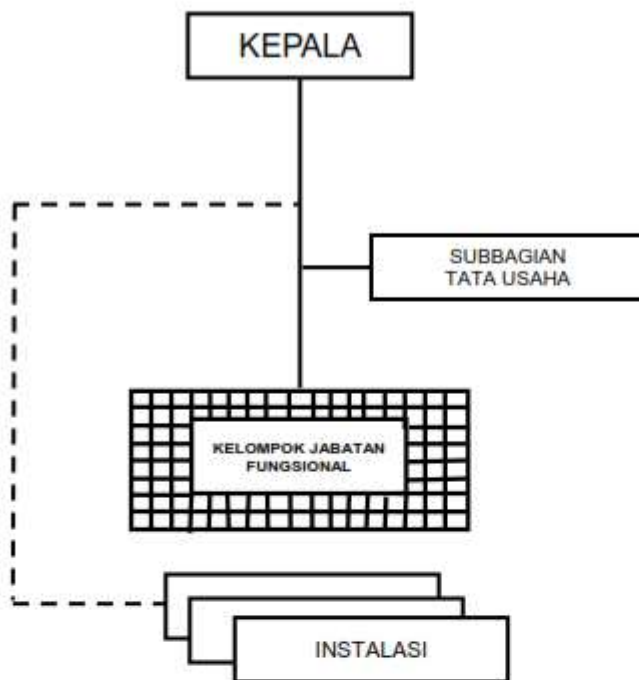 KEPALA
SUBBAGIAN
TATA USAHA
KELOMPOK JABATAN
FUNGSIONAL
INSTALASI